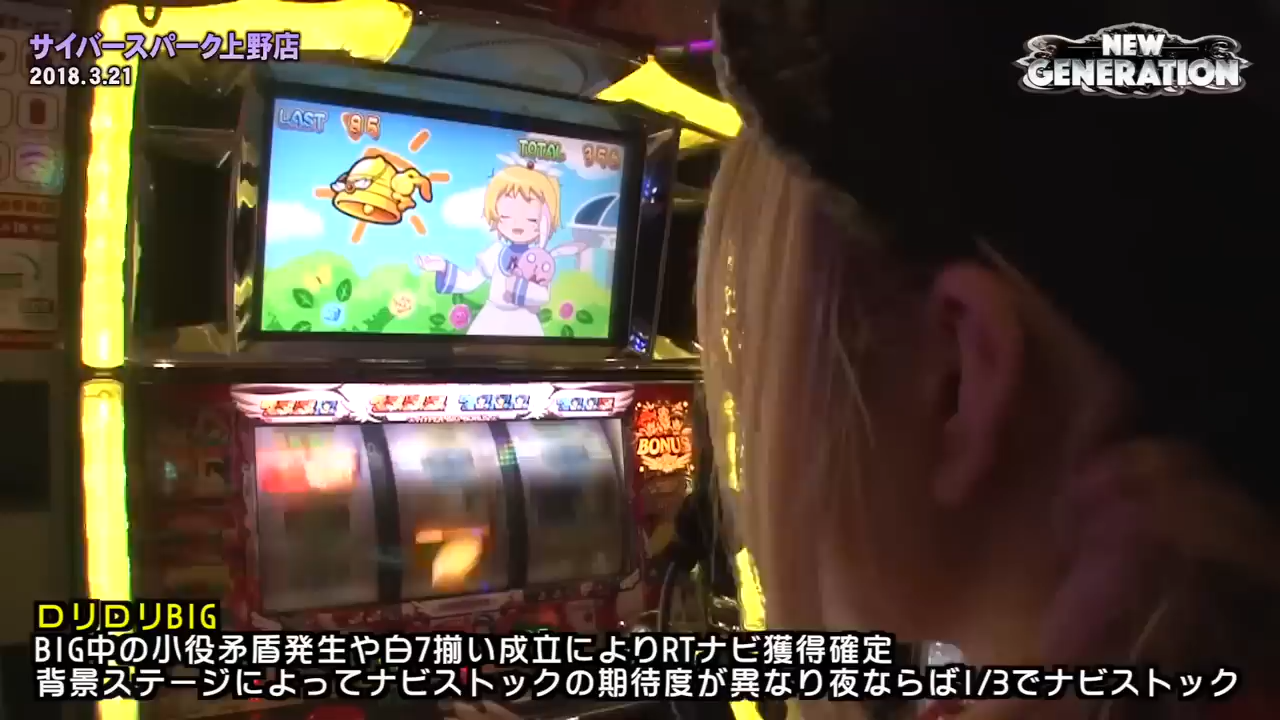 サイバースパーク上野店
2018.3.21
NEW
GENERATION
LAST 85
TOTAL
BONUS
ロリロリBIG
BIG中の小役矛盾発生や白7揃い成立によりRTナビ獲得確定
背景ステージによってナビストックの期待度が異なり夜ならば1/3でナビストック